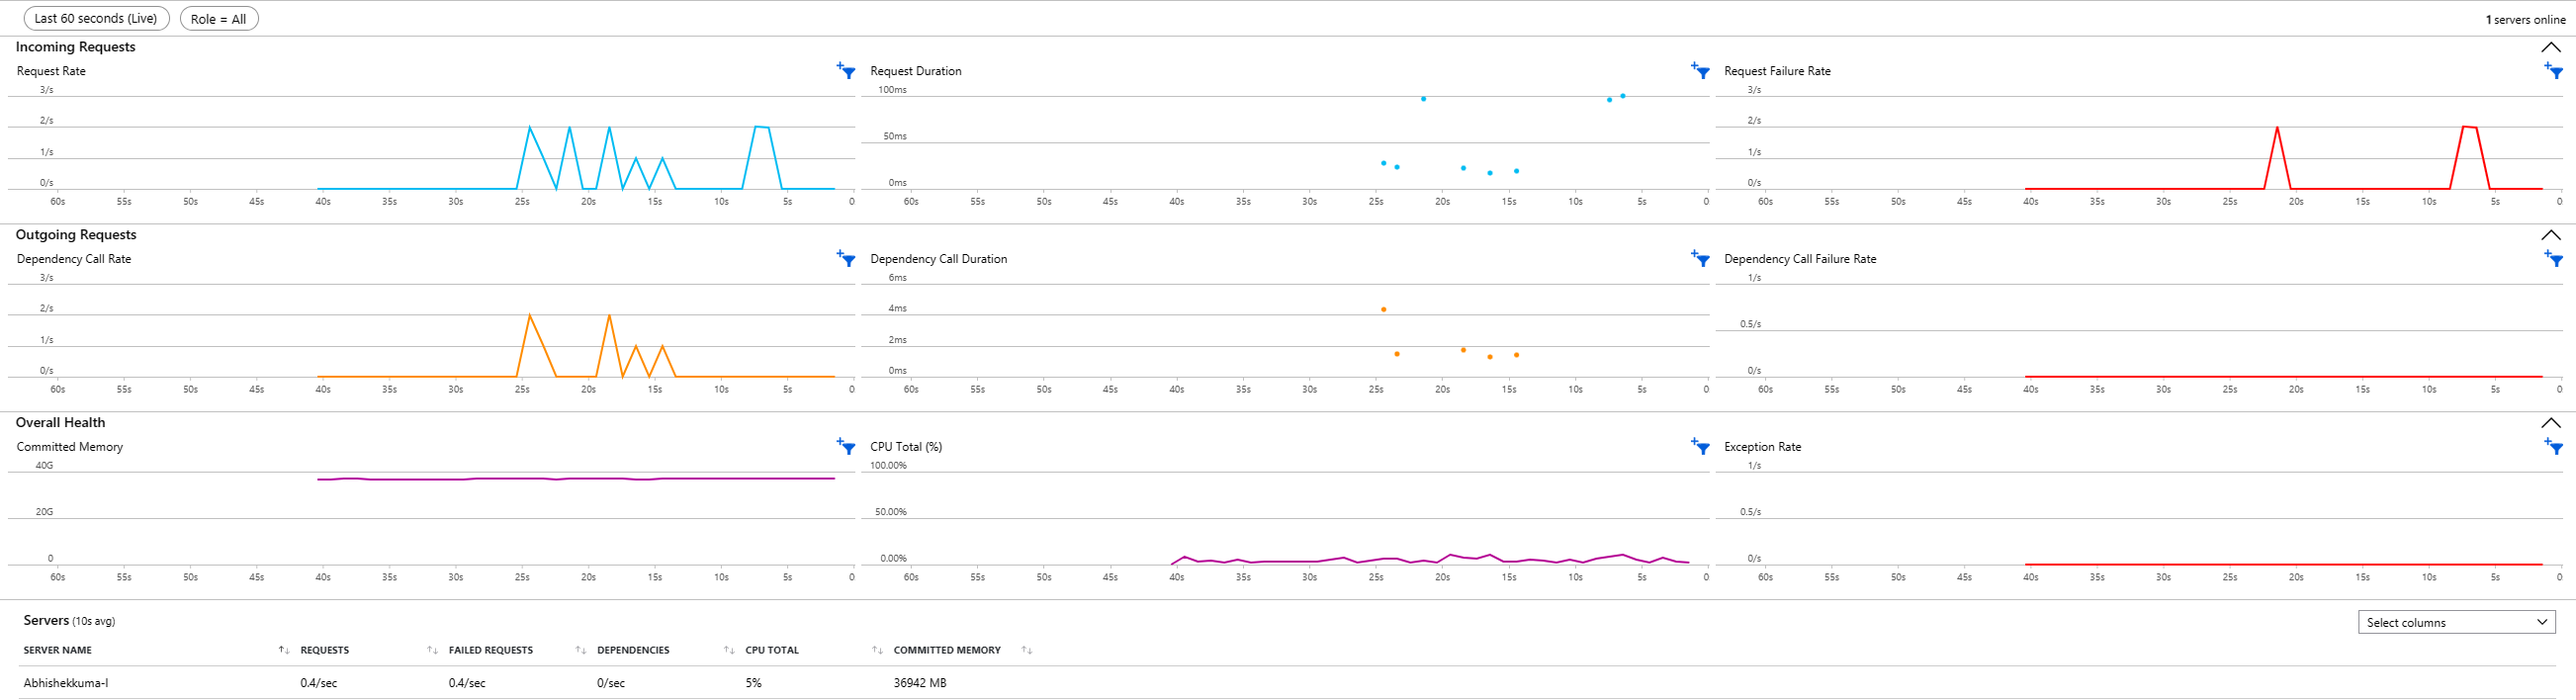 Last 60 seconds (Live) Role = All 1 servers online
Incoming Requests
Request Rate Request Duration Request Failure Rate
3/s 100ms 3/s
2/s 50ms 2/s
1/s 1/s
0/s 0ms 0/s
60s 55s 50s 45s 40s 35s 30s 25s 20s 15s 10s 5s 0 60s 55s 50s 45s 40s 35s 30s 25s 20s 15s 10s 5s 0 60s 55s 50s 45s 40s 35s 30s 25s 20s 15s 10s 5s 0
Outgoing Requests
Dependency Call Rate Dependency Call Duration Dependency Call Failure Rate
3/s 6ms 1/s
2/s 4ms 0.5/s
1/s 2ms
0/s 0ms 0/s
60s 55s 50s 45s 40s 35s 30s 25s 20s 15s 10s 5s 0 60s 55s 50s 45s 40s 35s 30s 25s 20s 15s 10s 5s 0 60s 55s 50s 45s 40s 35s 30s 25s 20s 15s 10s 5s 0
Overall Health
Committed Memory CPU Total (%) Exception Rate
40G 100.00% 1/s
20G 50.00% 0.5/s
0 0.00% 0/s
60s 55s 50s 45s 40s 35s 30s 25s 20s 15s 10s 5s 0 60s 55s 50s 45s 40s 35s 30s 25s 20s 15s 10s 5s 0 60s 55s 50s 45s 40s 35s 30s 25s 20s 15s 10s 5s 0
Servers (10s avg) Select columns
SERVER NAME REQUESTS FAILED REQUESTS DEPENDENCIES CPU TOTAL COMMITTED MEMORY
Abhishekkuma-l 0.4/sec 0.4/sec 0/sec 5% 36942 MB